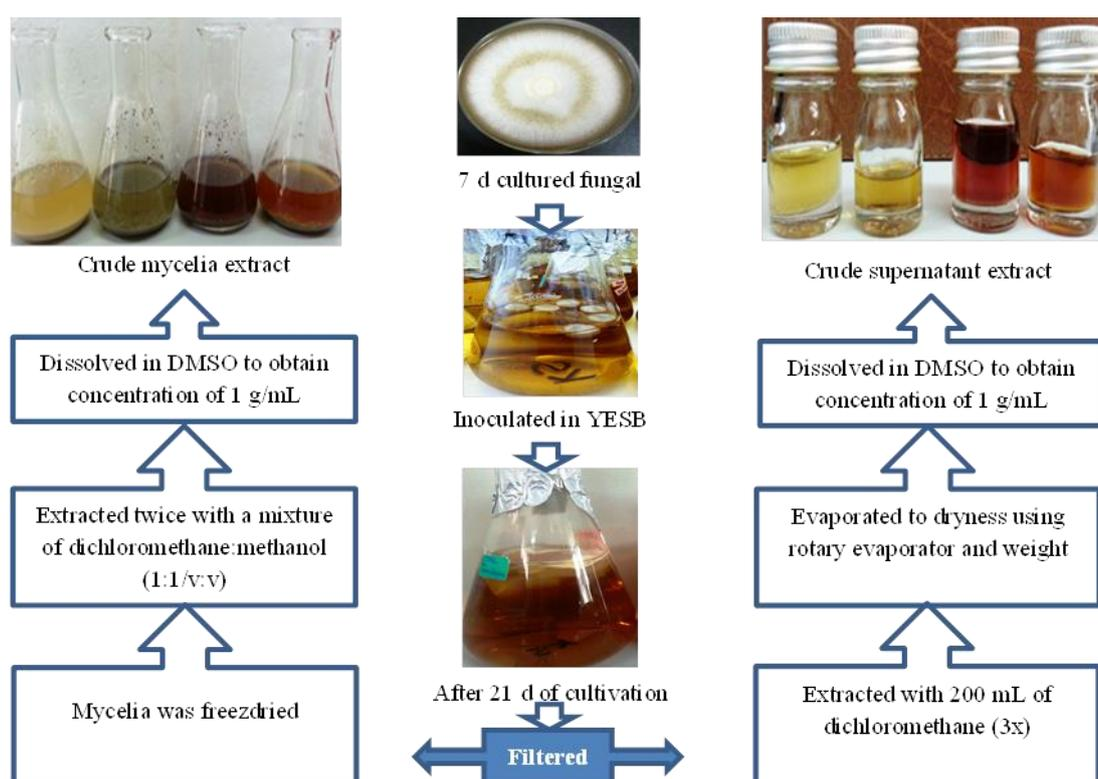 7 d cultured fungal
Inoculated in YESB
After 21 d of cultivation
Filtered
Crude mycelia extract
Dissolved in DMSO to obtain
concentration of 1 g/mL
Extracted twice with a mixture
of dichloromethane:methanol
(1:1/v:v)
Mycelia was freezdried
Crude supernatant extract
Dissolved in DMSO to obtain
concentration of 1 g/mL
Evaporated to dryness using
rotary evaporator and weight
Extracted with 200 mL of
dichloromethane (3x)